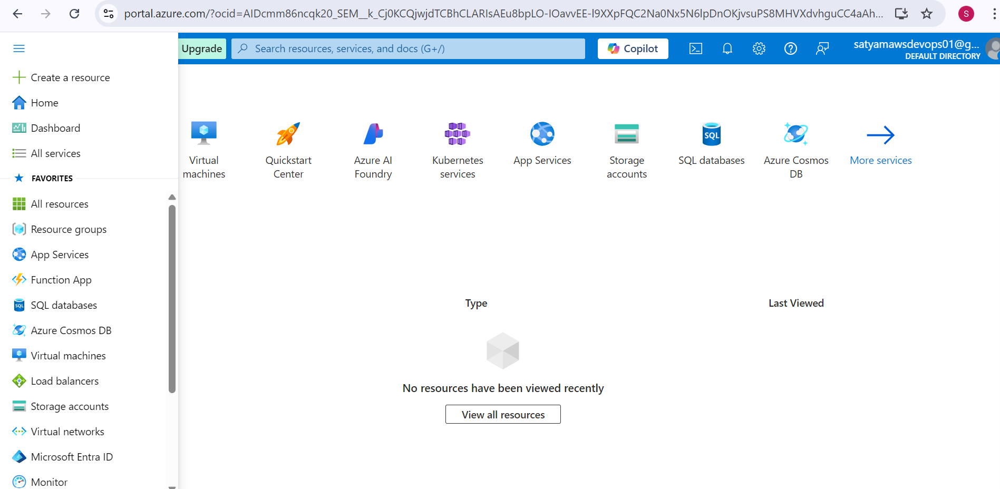 portal.azure.com/?ocid=AIDcmm86ncqk20_SEM__k_Cj0KCQjwjdTCBhCLARIsAEu8bpLO-IOavvEE-l9XXpFQC2Na0Nx5N6lpDnOKjvsuPS8MHVXdvhguCC4aAh...
S
Upgrade
Search resources, services, and docs (G+/)
Copilot
satyamawsdevops01@g...
DEFAULT DIRECTORY
Create a resource
Home
Dashboard
All services
FAVORITES
All resources
Resource groups
App Services
Function App
SQL databases
Azure Cosmos DB
Virtual machines
Load balancers
Storage accounts
Virtual networks
Microsoft Entra ID
Monitor
Virtual
machines
Quickstart
Center
Azure AI
Foundry
Kubernetes
services
App Services
Storage
accounts
SQL databases
Azure Cosmos
DB
More services
Type
Last Viewed
No resources have been viewed recently
View all resources